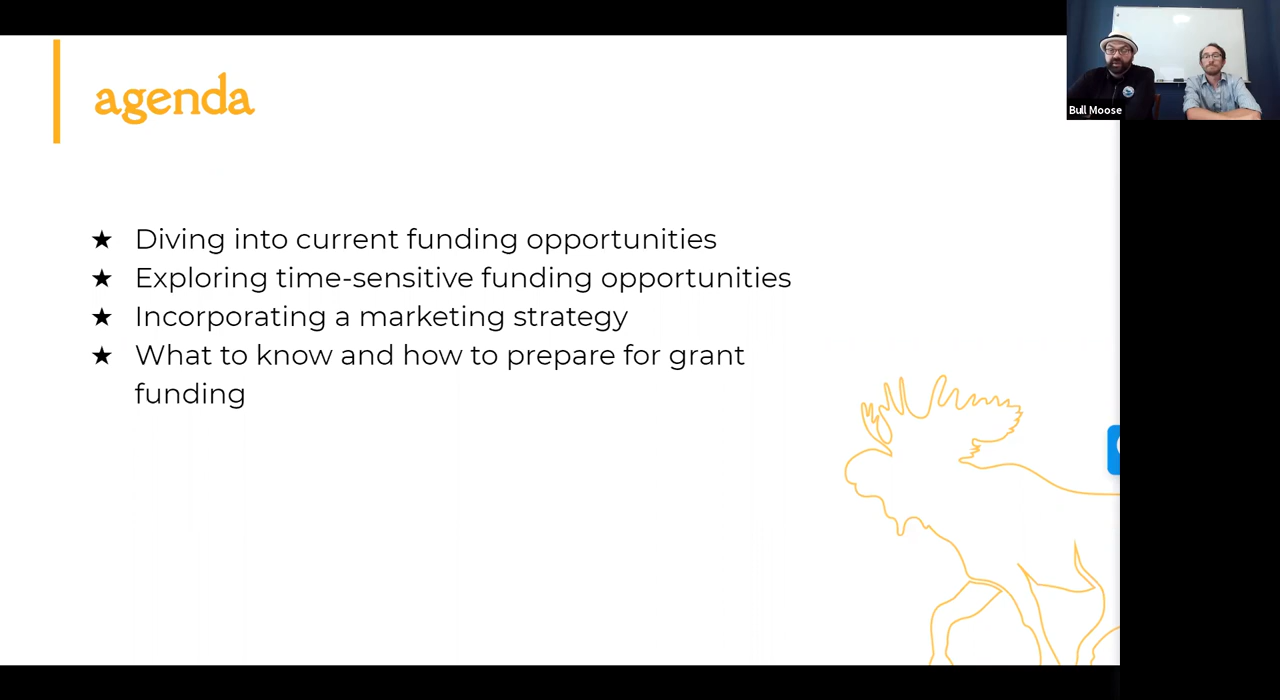 agenda
★ Diving into current funding opportunities
★ Exploring time-sensitive funding opportunities
★ Incorporating a marketing strategy
★ What to know and how to prepare for grant
funding
Bull Moose